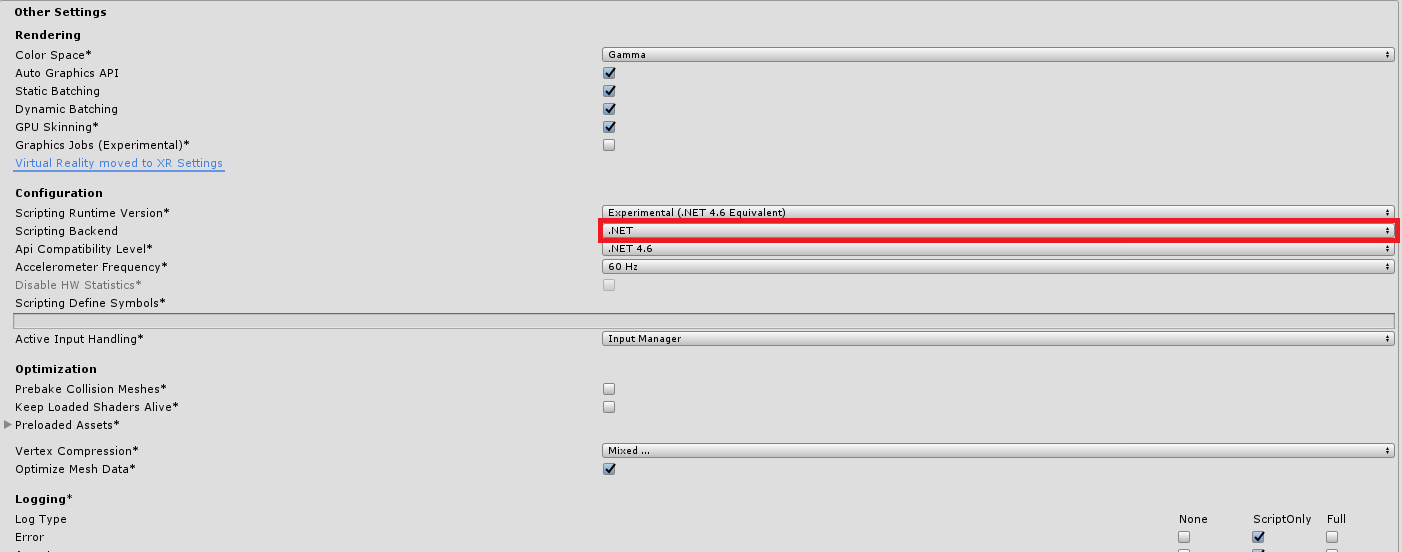 Other Settings
Rendering
Color Space* Gamma
Auto Graphics API
Static Batching
Dynamic Batching
GPU Skinning*
Graphics Jobs (Experimental)*
Virtual Reality moved to XR Settings
Configuration
Scripting Runtime Version* Experimental (.NET 4.6 Equivalent)
Scripting Backend .NET
Api Compatibility Level* .NET 4.6
Accelerometer Frequency* 60 Hz
Disable HW Statistics*
Scripting Define Symbols*
Active Input Handling* Input Manager
Optimization
Prebake Collision Meshes*
Keep Loaded Shaders Alive*
Preloaded Assets*
Vertex Compression* Mixed ...
Optimize Mesh Data*
Logging*
Log Type None ScriptOnly Full
Error